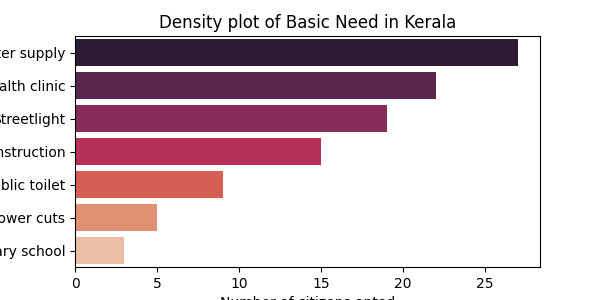 Density plot of Basic Need in Kerala
ter supply
alth clinic
Streetlight
nstruction
blic toilet
ower cuts
ary school
0 5 10 15 20 25
Number of citizens opted